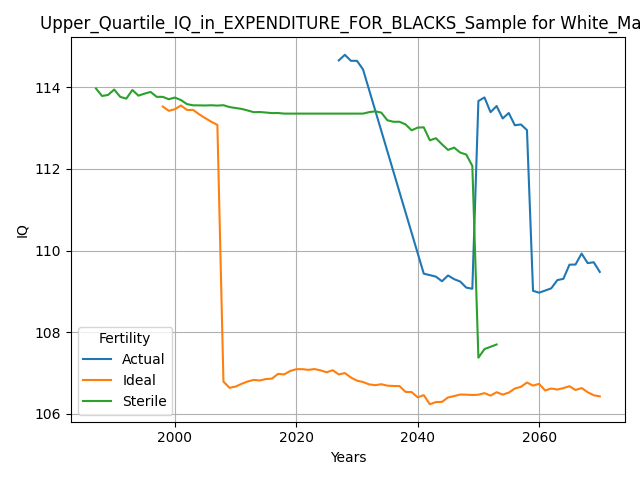 Upper_Quartile_IQ_in_EXPENDITURE_FOR_BLACKS_Sample for White_Ma
114
112
110
108
106
IQ
Fertility
Actual
Ideal
Sterile
2000 2020 2040 2060
Years